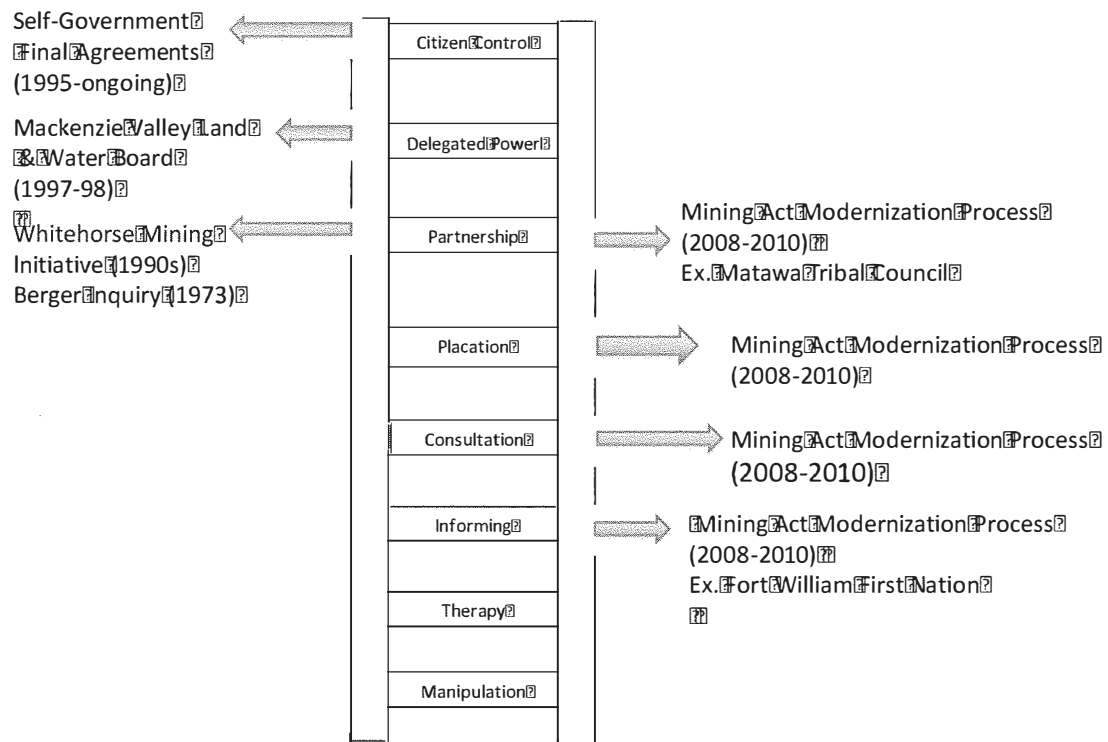 Self-Government
Final Agreements
(1995-ongoing)
Mackenzie Valley Land
& Water Board
(1997-98)
Whitehorse Mining
Initiative (1990s)
Berger Inquiry (1973)
Citizen Control
Delegated Power
Partnership
Placation
Consultation
Informing
Therapy
Manipulation
Mining Act Modernization Process
(2008-2010)
Ex. Matawa Tribal Council
Mining Act Modernization Process
(2008-2010)
Mining Act Modernization Process
(2008-2010)
Mining Act Modernization Process
(2008-2010)
Ex. Fort William First Nation